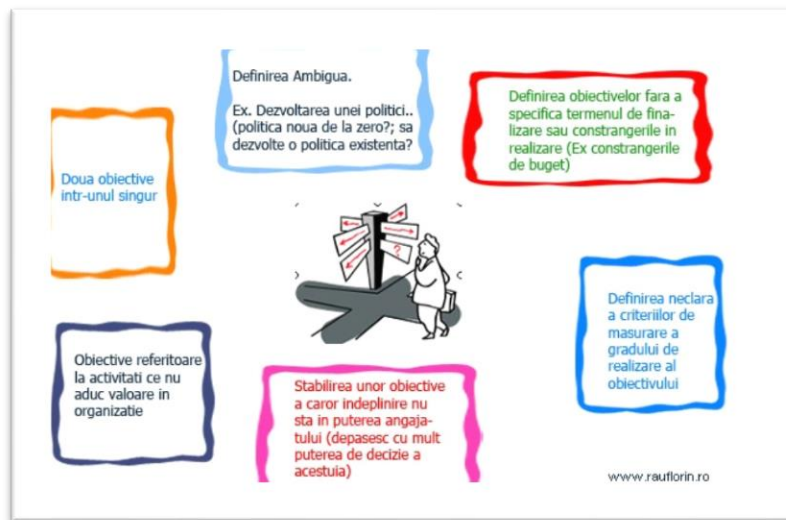 Definirea Ambigua.
Ex. Dezvoltarea unei politici..
(politica noua de la zero?; sa
dezvolte o politica existenta?
Definirea obiectivelor fara a
specifica termenul de fina-
lizare sau constrangerile in
realizare (Ex constrangerile
de buget)
Doua obiective
intr-unul singur
?
Definirea neclara
a criteriilor de
masurare a
gradului de
realizare al
obiectivului
Obiective referitoare
la activitati ce nu
aduc valoare in
organizatie
Stabilirea unor obiective
a caror indeplinire nu
sta in puterea angaja-
tului (depasesc cu mult
puterea de decizie a
acestuia)
www.rauflorin.ro